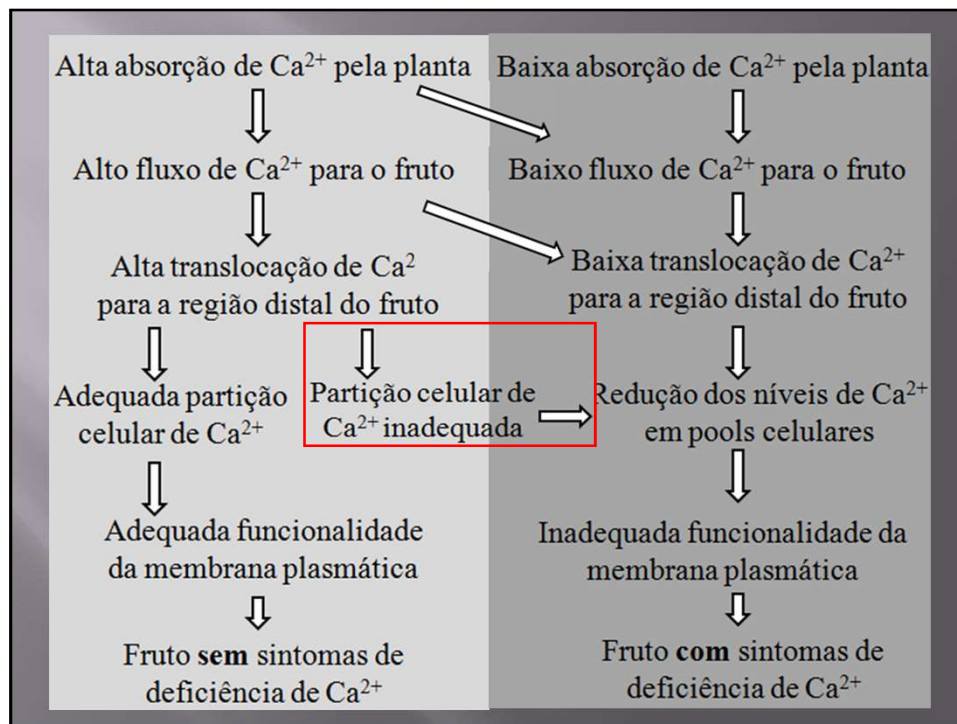 Alta absorção de Ca²⁺ pela planta
Alto fluxo de Ca²⁺ para o fruto
Alta translocação de Ca²
para a região distal do fruto
Adequada partição
celular de Ca²⁺
Partição celular de
Ca²⁺ inadequada
Adequada funcionalidade
da membrana plasmática
Fruto sem sintomas de
deficiência de Ca²⁺
Baixa absorção de Ca²⁺ pela planta
Baixo fluxo de Ca²⁺ para o fruto
Baixa translocação de Ca²⁺
para a região distal do fruto
Redução dos níveis de Ca²⁺
em pools celulares
Inadequada funcionalidade da
membrana plasmática
Fruto com sintomas de
deficiência de Ca²⁺